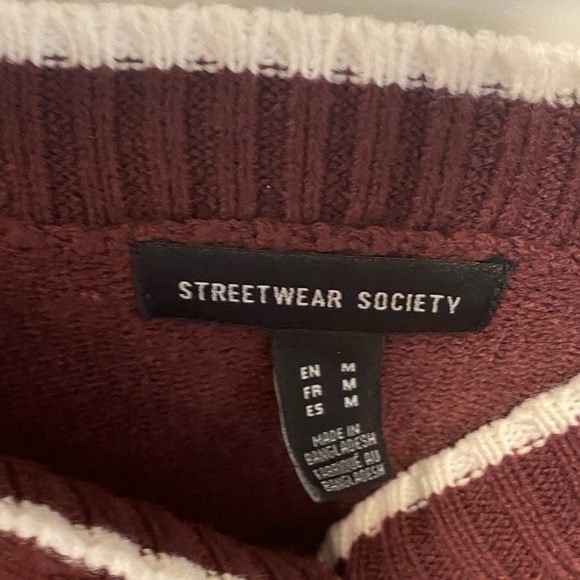 STREETWEAR SOCIETY
EN M
FR M
ES M
MADE IN
BANGLADESH
FABRIQUÉ AU
BANGLADESH